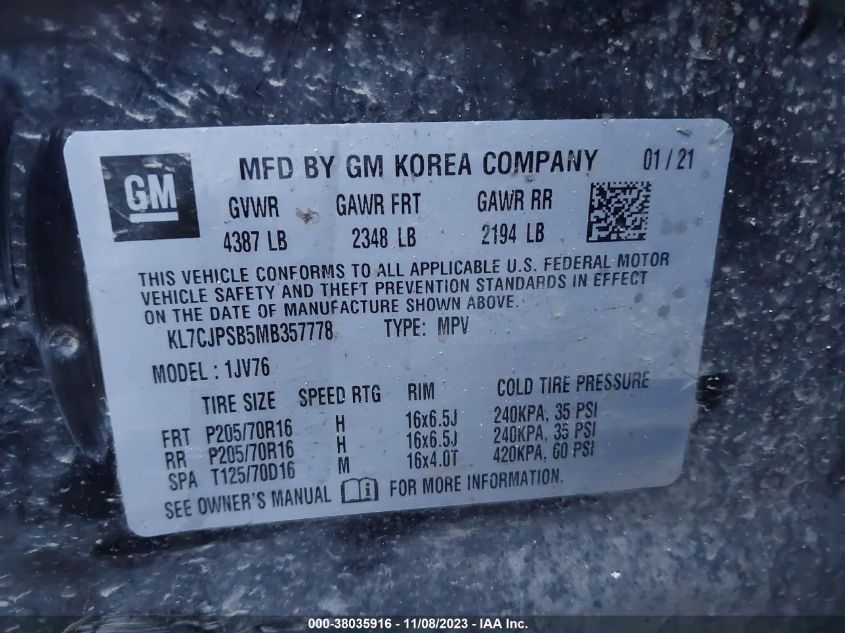 GM
MFD BY GM KOREA COMPANY 01 / 21
GVWR GAWR FRT GAWR RR
4387 LB 2348 LB 2194 LB
THIS VEHICLE CONFORMS TO ALL APPLICABLE U.S. FEDERAL MOTOR
VEHICLE SAFETY AND THEFT PREVENTION STANDARDS IN EFFECT
ON THE DATE OF MANUFACTURE SHOWN ABOVE.
KL7CJPSB5MB357778 TYPE: MPV
MODEL : 1JV76
TIRE SIZE SPEED RTG RIM COLD TIRE PRESSURE
FRT P205/70R16 H 16x6.5J 240KPA, 35 PSI
RR P205/70R16 H 16x6.5J 240KPA, 35 PSI
SPA T125/70D16 M 16x4.0T 420KPA, 60 PSI
SEE OWNER'S MANUAL FOR MORE INFORMATION.
000-38035916 - 11/08/2023 - IAA Inc.